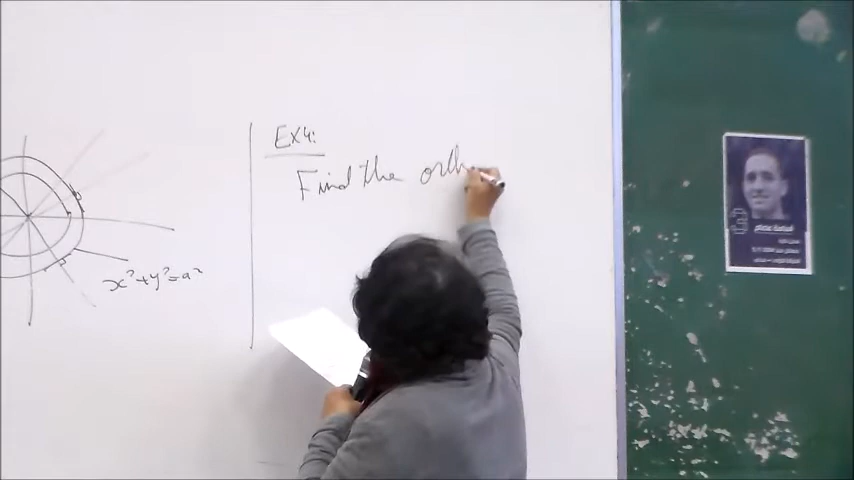 Ex4:
Find the orth
x²+y²=a²